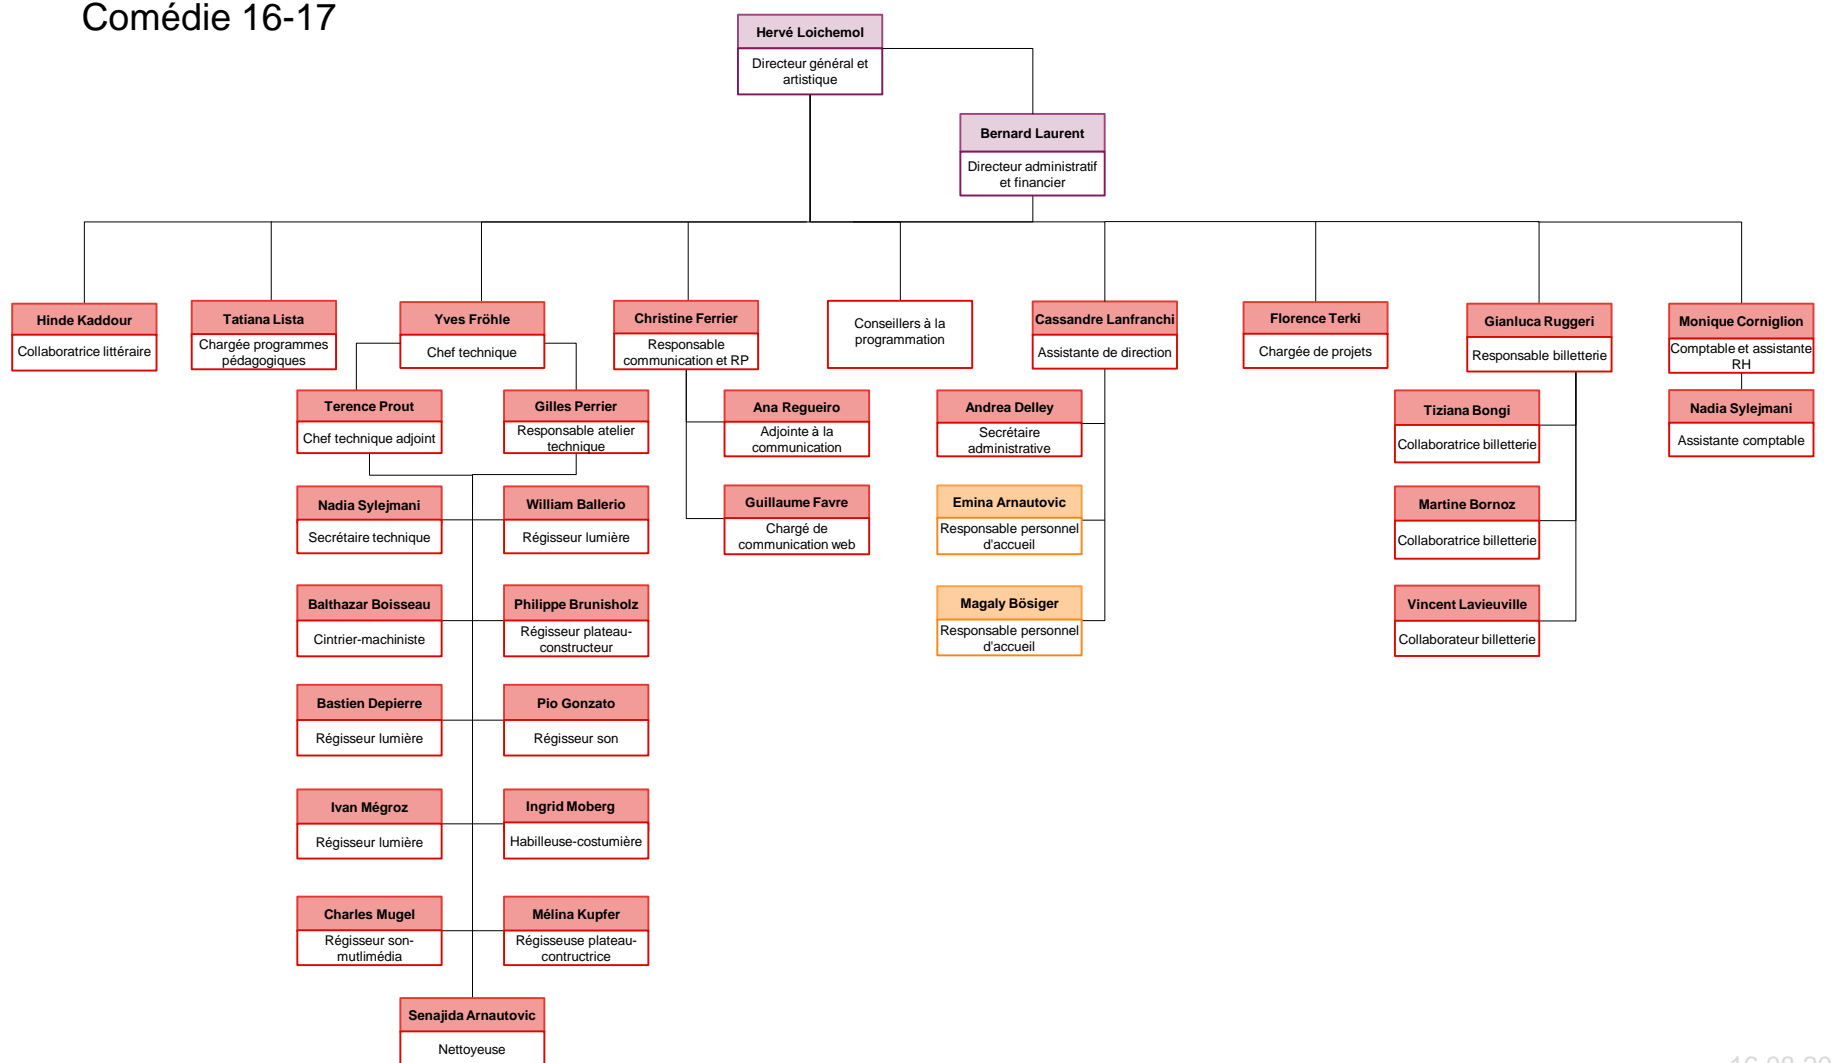 Comédie 16-17
Hervé Loichemol
Directeur général et
artistique
Bernard Laurent
Directeur administratif
et financier
Hinde Kaddour
Collaboratrice littéraire
Tatiana Lista
Chargée programmes
pédagogiques
Yves Fröhle
Chef technique
Christine Ferrier
Responsable
communication et RP
Conseillers à la
programmation
Cassandre Lanfranchi
Assistante de direction
Florence Terki
Chargée de projets
Gianluca Ruggeri
Responsable billetterie
Monique Corniglion
Comptable et assistante
RH
Terence Prout
Chef technique adjoint
Gilles Perrier
Responsable atelier
technique
Ana Regueiro
Adjointe à la
communication
Andrea Delley
Secrétaire
administrative
Tiziana Bongi
Collaboratrice billetterie
Nadia Sylejmani
Assistante comptable
Nadia Sylejmani
Secrétaire technique
William Ballerio
Régisseur lumière
Guillaume Favre
Chargé de
communication web
Emina Arnautovic
Responsable personnel
d'accueil
Martine Bornoz
Collaboratrice billetterie
Balthazar Boisseau
Cintrier-machiniste
Philippe Brunisholz
Régisseur plateau-
constructeur
Magaly Bösiger
Responsable personnel
d'accueil
Vincent Lavieuville
Collaborateur billetterie
Bastien Depierre
Régisseur lumière
Pio Gonzato
Régisseur son
Ivan Mégroz
Régisseur lumière
Ingrid Moberg
Habilleuse-costumière
Charles Mugel
Régisseur son-
mutlimédia
Mélina Kupfer
Régisseuse plateau-
contructrice
Senajida Arnautovic
Nettoyeuse